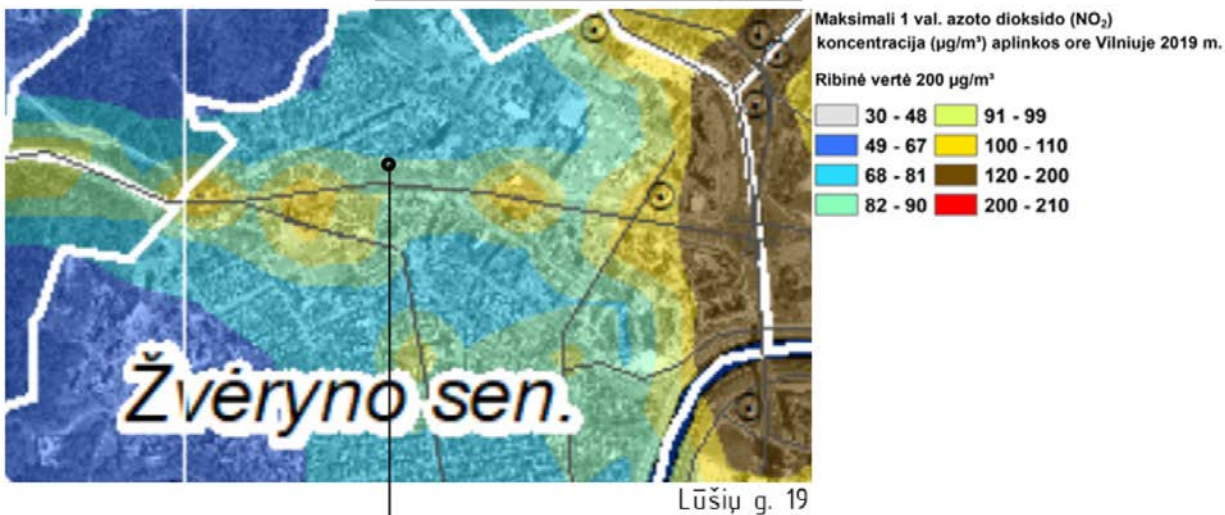 Maksimali 1 val. azoto dioksido (NO₂)
koncentracija (µg/m³) aplinkos ore Vilniuje 2019 m.
Ribinė vertė 200 µg/m³
30 - 48
91 - 99
49 - 67
100 - 110
68 - 81
120 - 200
82 - 90
200 - 210
Žvėryno sen.
Lūšių g. 19